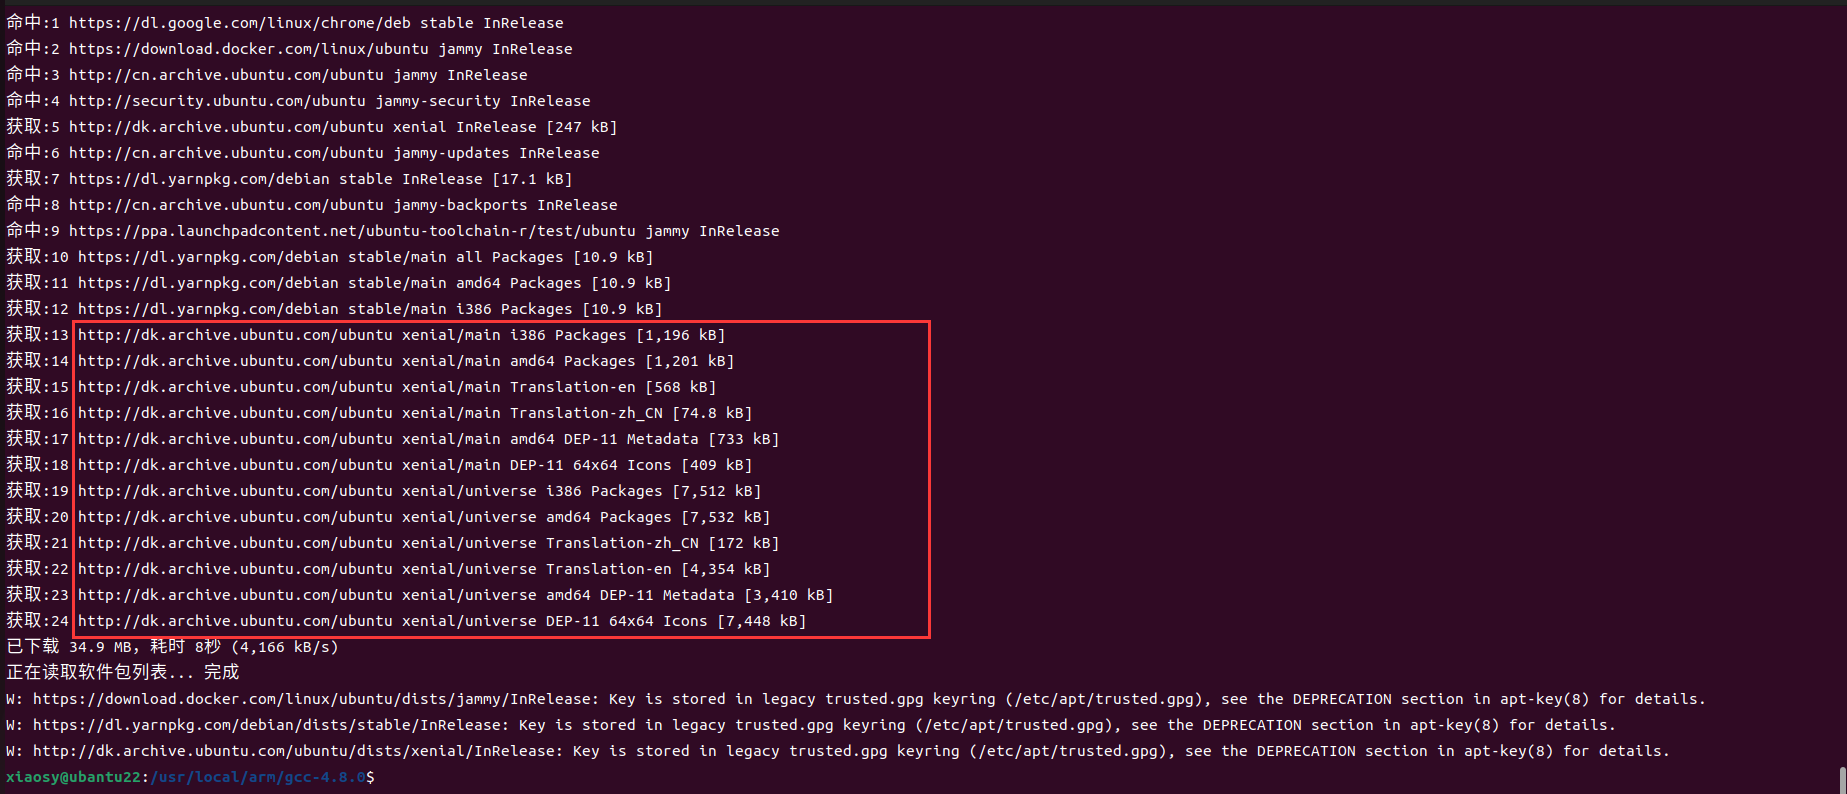 命中:1 https://dl.google.com/linux/chrome/deb stable InRelease
命中:2 https://download.docker.com/linux/ubuntu jammy InRelease
命中:3 http://cn.archive.ubuntu.com/ubuntu jammy InRelease
命中:4 http://security.ubuntu.com/ubuntu jammy-security InRelease
获取:5 http://dk.archive.ubuntu.com/ubuntu xenial InRelease [247 kB]
命中:6 http://cn.archive.ubuntu.com/ubuntu jammy-updates InRelease
获取:7 https://dl.yarnpkg.com/debian stable InRelease [17.1 kB]
命中:8 http://cn.archive.ubuntu.com/ubuntu jammy-backports InRelease
命中:9 https://ppa.launchpadcontent.net/ubuntu-toolchain-r/test/ubuntu jammy InRelease
获取:10 https://dl.yarnpkg.com/debian stable/main all Packages [10.9 kB]
获取:11 https://dl.yarnpkg.com/debian stable/main amd64 Packages [10.9 kB]
获取:12 https://dl.yarnpkg.com/debian stable/main i386 Packages [10.9 kB]
获取:13 http://dk.archive.ubuntu.com/ubuntu xenial/main i386 Packages [1,196 kB]
获取:14 http://dk.archive.ubuntu.com/ubuntu xenial/main amd64 Packages [1,201 kB]
获取:15 http://dk.archive.ubuntu.com/ubuntu xenial/main Translation-en [568 kB]
获取:16 http://dk.archive.ubuntu.com/ubuntu xenial/main Translation-zh_CN [74.8 kB]
获取:17 http://dk.archive.ubuntu.com/ubuntu xenial/main amd64 DEP-11 Metadata [733 kB]
获取:18 http://dk.archive.ubuntu.com/ubuntu xenial/main DEP-11 64x64 Icons [409 kB]
获取:19 http://dk.archive.ubuntu.com/ubuntu xenial/universe i386 Packages [7,512 kB]
获取:20 http://dk.archive.ubuntu.com/ubuntu xenial/universe amd64 Packages [7,532 kB]
获取:21 http://dk.archive.ubuntu.com/ubuntu xenial/universe Translation-zh_CN [172 kB]
获取:22 http://dk.archive.ubuntu.com/ubuntu xenial/universe Translation-en [4,354 kB]
获取:23 http://dk.archive.ubuntu.com/ubuntu xenial/universe amd64 DEP-11 Metadata [3,410 kB]
获取:24 http://dk.archive.ubuntu.com/ubuntu xenial/universe DEP-11 64x64 Icons [7,448 kB]
已下载 34.9 MB，耗时 8秒 (4,166 kB/s)
正在读取软件包列表... 完成
W: https://download.docker.com/linux/ubuntu/dists/jammy/InRelease: Key is stored in legacy trusted.gpg keyring (/etc/apt/trusted.gpg), see the DEPRECATION section in apt-key(8) for details.
W: https://dl.yarnpkg.com/debian/dists/stable/InRelease: Key is stored in legacy trusted.gpg keyring (/etc/apt/trusted.gpg), see the DEPRECATION section in apt-key(8) for details.
W: http://dk.archive.ubuntu.com/ubuntu/dists/xenial/InRelease: Key is stored in legacy trusted.gpg keyring (/etc/apt/trusted.gpg), see the DEPRECATION section in apt-key(8) for details.
xiaosy@ubantu22:/usr/local/arm/gcc-4.8.0$